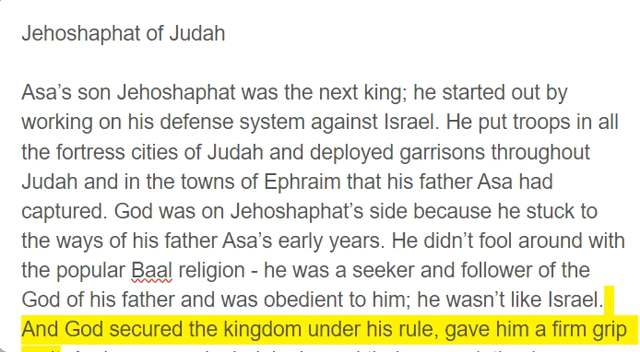 Jehoshaphat of Judah
Asa's son Jehoshaphat was the next king; he started out by
working on his defense system against Israel. He put troops in all
the fortress cities of Judah and deployed garrisons throughout
Judah and in the towns of Ephraim that his father Asa had
captured. God was on Jehoshaphat's side because he stuck to
the ways of his father Asa's early years. He didn't fool around with
the popular Baal religion - he was a seeker and follower of the
God of his father and was obedient to him; he wasn't like Israel.
And God secured the kingdom under his rule, gave him a firm grip